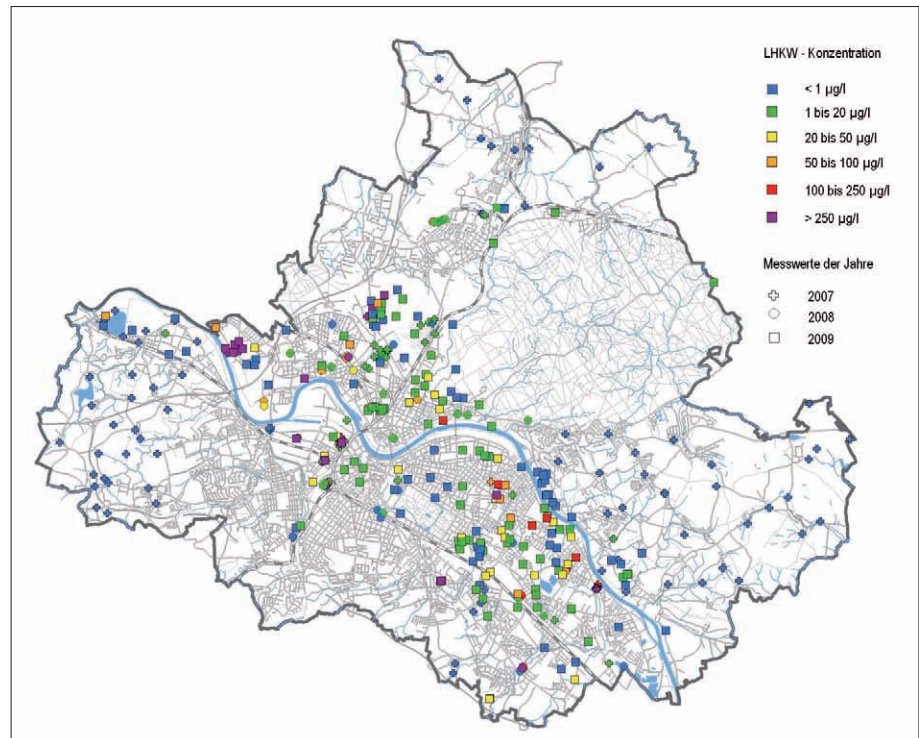 LHKW - Konzentration
< 1 µg/l
1 bis 20 µg/l
20 bis 50 µg/l
50 bis 100 µg/l
100 bis 250 µg/l
> 250 µg/l
Messwerte der Jahre
2007
2008
2009